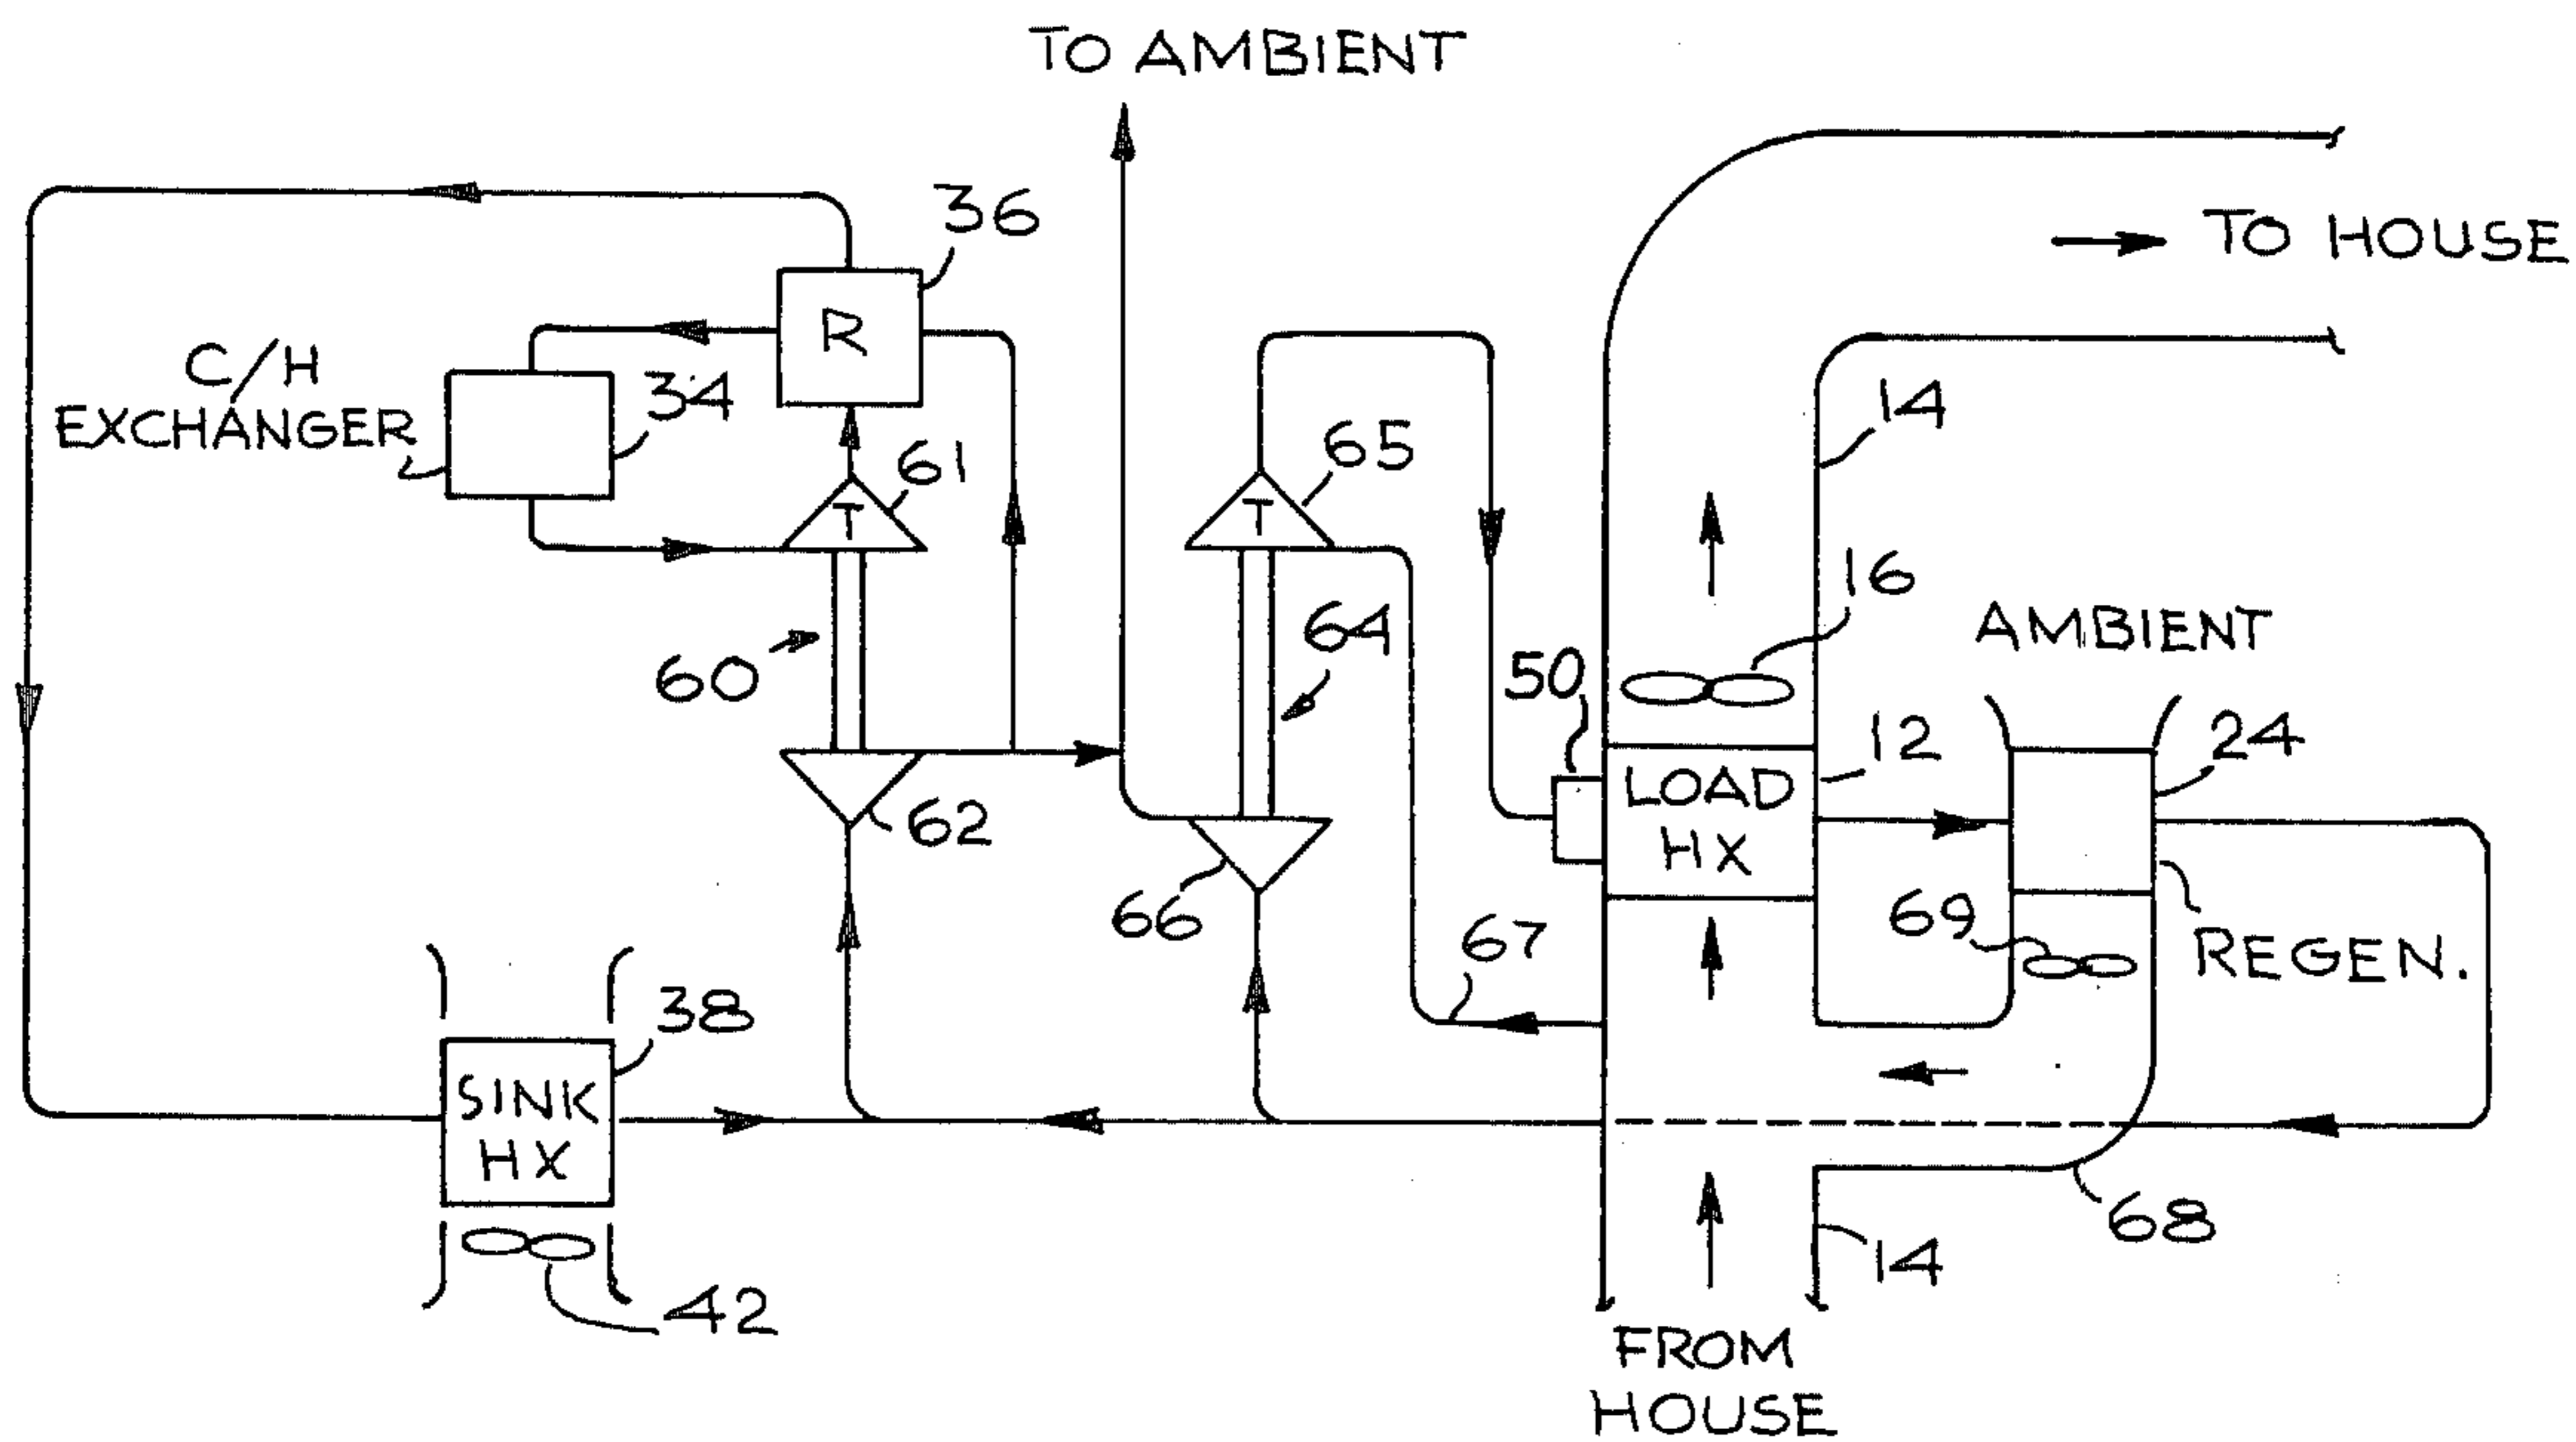 TO AMBIENT
36
TO HOUSE
R
C/H
EXCHANGER
34
14
61
65
T
T
16
AMBIENT
60
64
50
12
24
LOAD
HX
62
66
67
69
REGEN.
38
SINK
HX
68
42
14
FROM
HOUSE